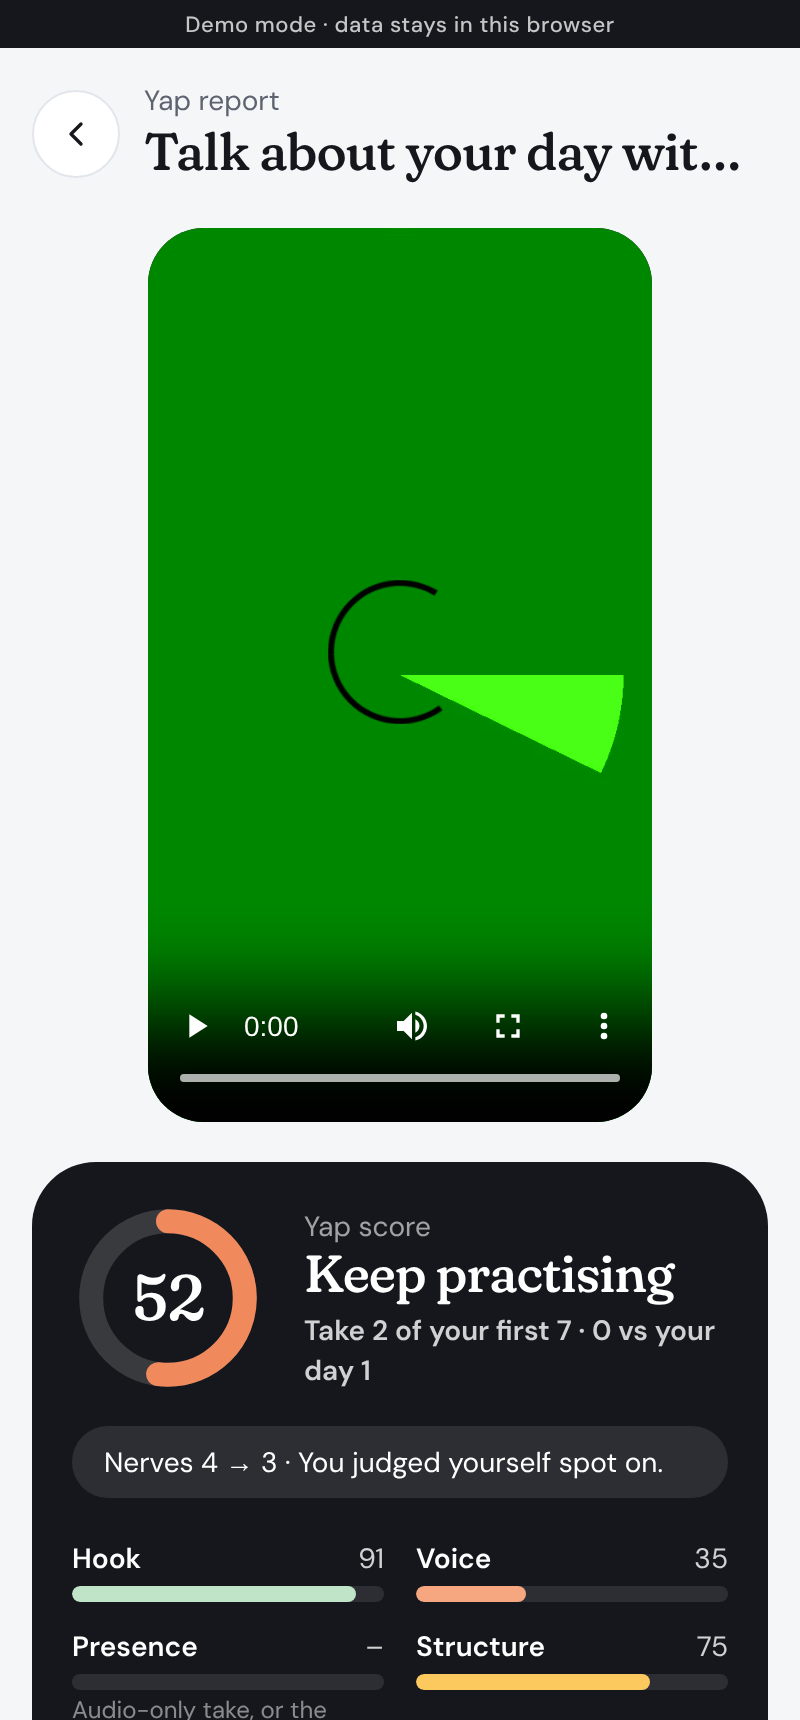 Demo mode · data stays in this browser
Yap report
Talk about your day wit...
0:00
52
Yap score
Keep practising
Take 2 of your first 7 · 0 vs your
day 1
Nerves 4 → 3 · You judged yourself spot on.
Hook 91
Voice 35
Presence –
Structure 75
Audio-only take, or the